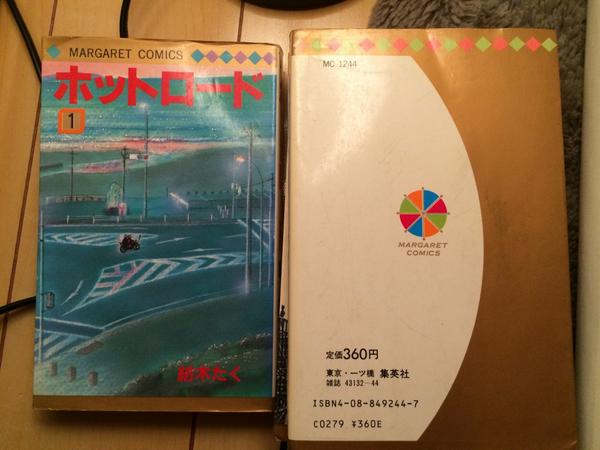 MARGARET COMICS
ホットロード
1
紡木たく
MC 1244
MARGARET
COMICS
定価360円
東京・一ツ橋 集英社
雑誌 43132-44
ISBN4-08-849244-7
C0279 ¥360E